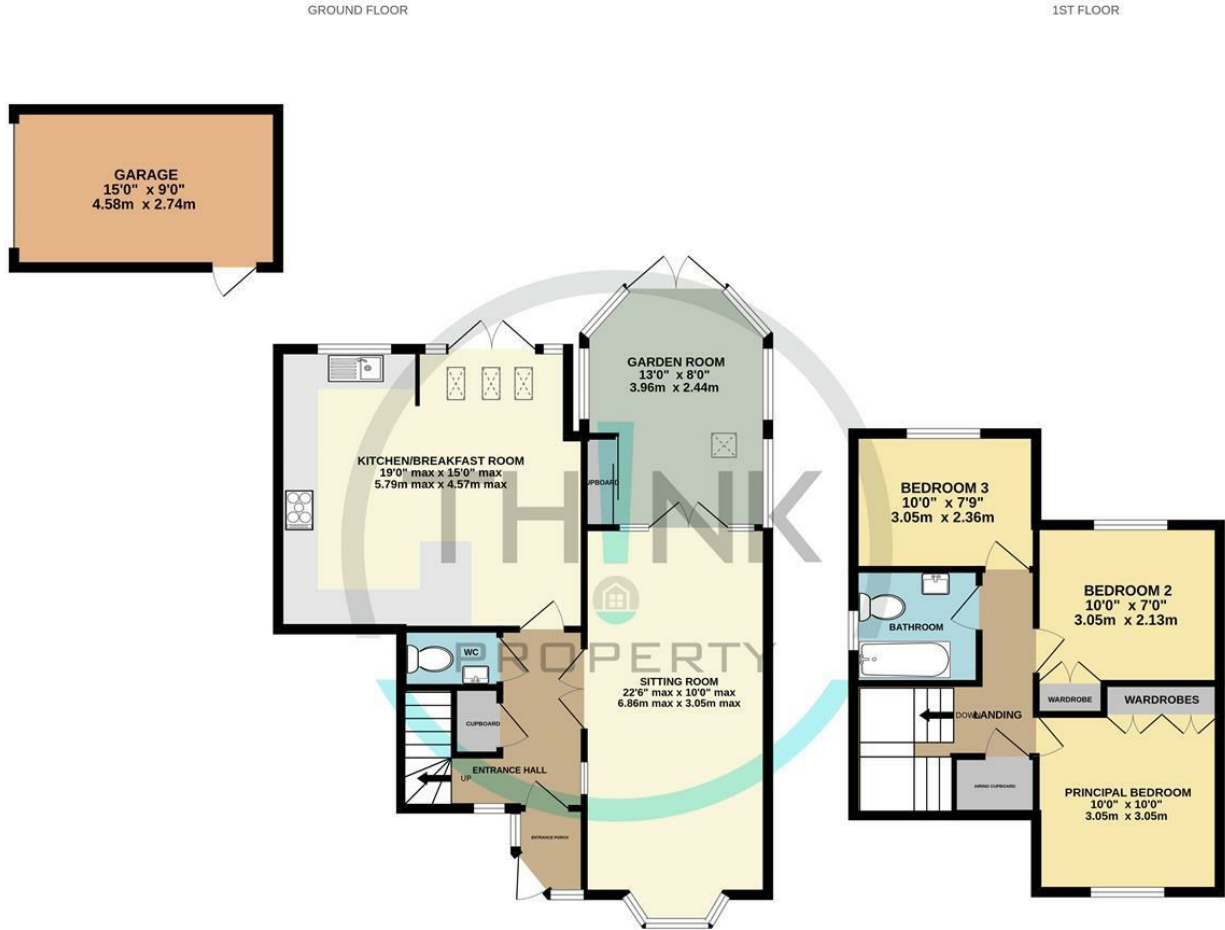 GROUND FLOOR
1ST FLOOR
GARAGE
15'0" x 9'0"
4.58m x 2.74m
GARDEN ROOM
13'0" x 8'0"
3.96m x 2.44m
KITCHEN/BREAKFAST ROOM
19'0" max x 15'0" max
5.79m max x 4.57m max
UPBOARD
TH!NK
PROPERTY
WC
SITTING ROOM
22'6" max x 10'0" max
6.86m max x 3.05m max
CUPBOARD
ENTRANCE HALL
UP
ENTRANCE PORCH
BEDROOM 3
10'0" x 7'9"
3.05m x 2.36m
BEDROOM 2
10'0" x 7'0"
3.05m x 2.13m
BATHROOM
WARDROBE
WARDROBES
DOWN
LANDING
AIRING CUPBOARD
PRINCIPAL BEDROOM
10'0" x 10'0"
3.05m x 3.05m